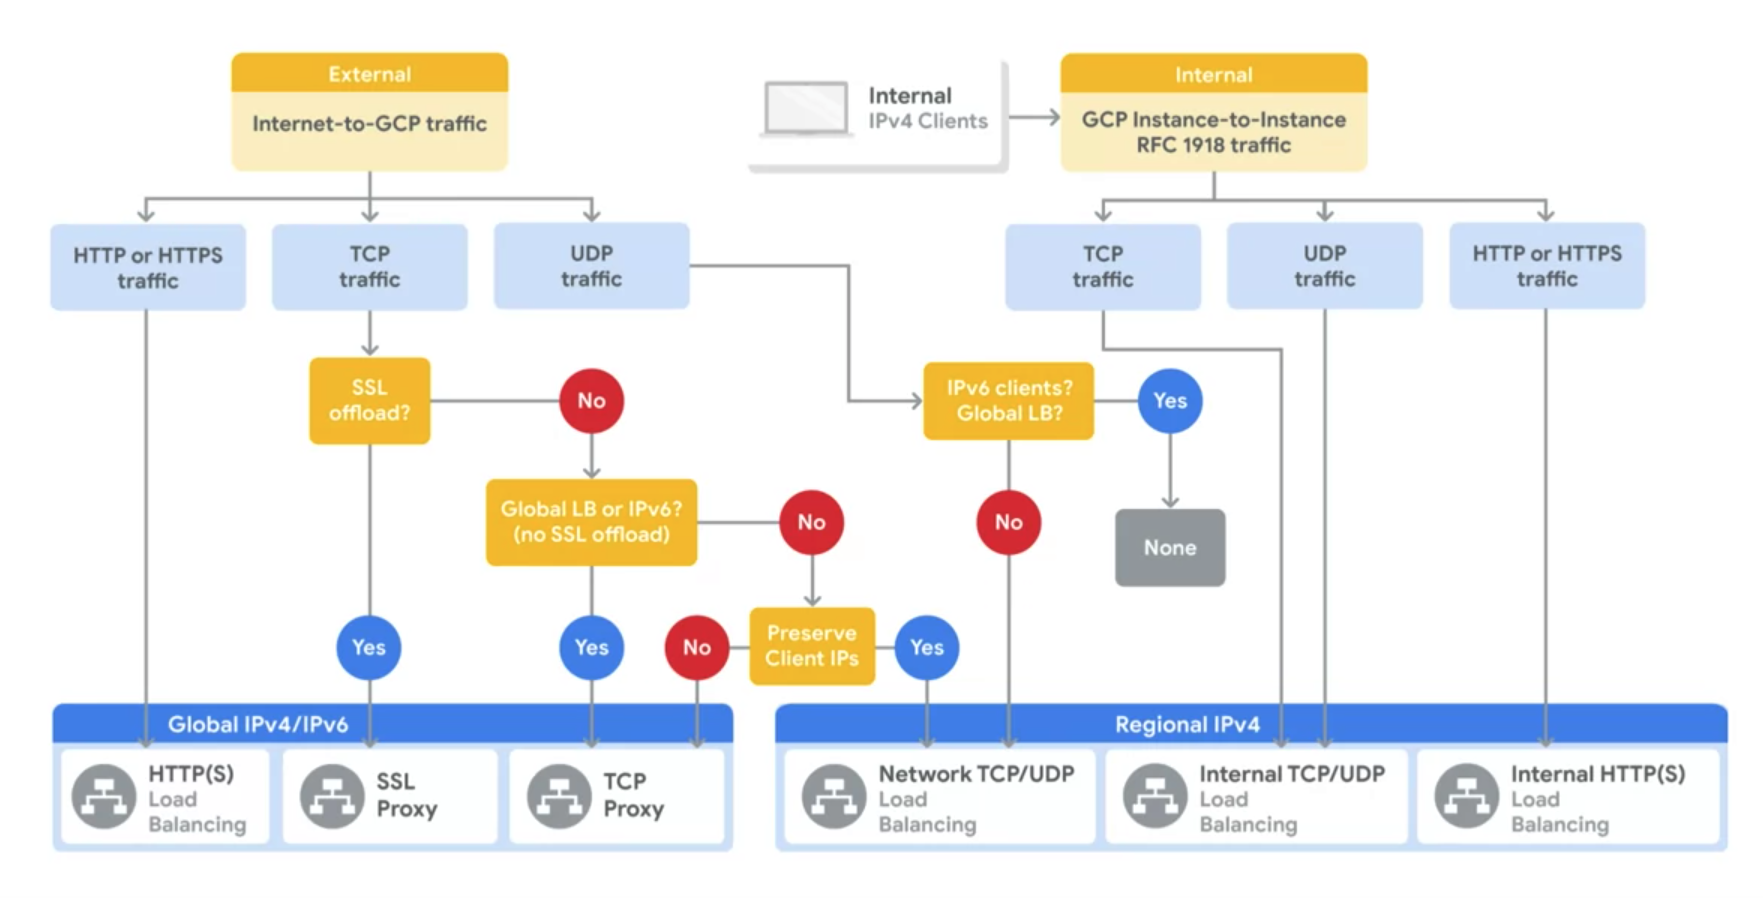 External
Internet-to-GCP traffic
Internal
IPv4 Clients
Internal
GCP Instance-to-Instance
RFC 1918 traffic
HTTP or HTTPS
traffic
TCP
traffic
UDP
traffic
TCP
traffic
UDP
traffic
HTTP or HTTPS
traffic
SSL
offload?
No
IPv6 clients?
Global LB?
Yes
Global LB or IPv6?
(no SSL offload)
No
No
None
Yes
Yes
No
Preserve
Client IPs
Yes
Global IPv4/IPv6
Regional IPv4
HTTP(S)
Load
Balancing
SSL
Proxy
TCP
Proxy
Network TCP/UDP
Load
Balancing
Internal TCP/UDP
Load
Balancing
Internal HTTP(S)
Load
Balancing